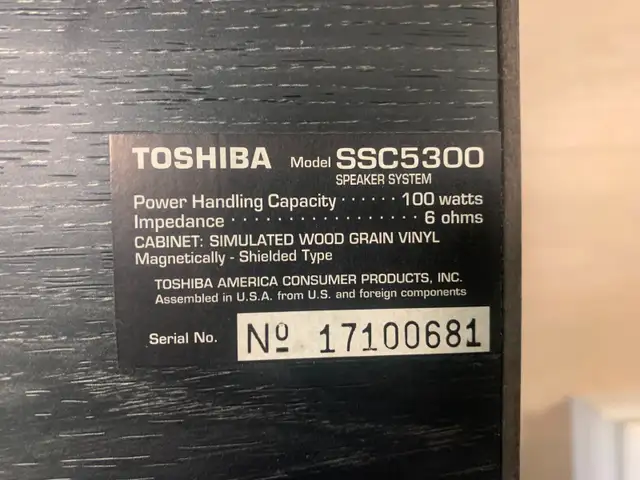 TOSHIBA Model SSC5300
SPEAKER SYSTEM
Power Handling Capacity · · · · · · 100 watts
Impedance · · · · · · · · · · · · · · · · · 6 ohms
CABINET: SIMULATED WOOD GRAIN VINYL
Magnetically - Shielded Type
TOSHIBA AMERICA CONSUMER PRODUCTS, INC.
Assembled in U.S.A. from U.S. and foreign components
Serial No. Nº 17100681